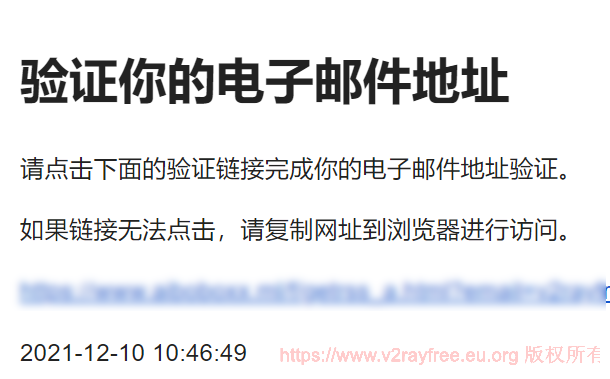 验证你的电子邮件地址
请点击下面的验证链接完成你的电子邮件地址验证。
如果链接无法点击，请复制网址到浏览器进行访问。
2021-12-10 10:46:49 https://www.v2rayfree.eu.org 版权所有